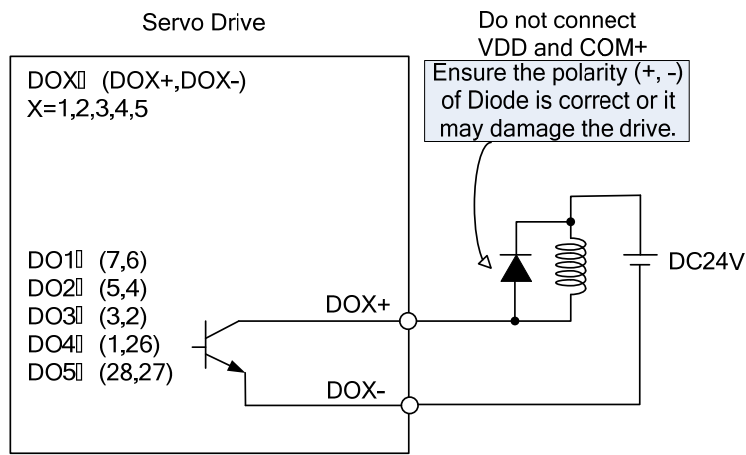 Servo Drive
Do not connect
VDD and COM+
Ensure the polarity (+, -)
of Diode is correct or it
may damage the drive.
DOX▯ (DOX+,DOX-)
X=1,2,3,4,5
DO1▯ (7,6)
DO2▯ (5,4)
DO3▯ (3,2)
DO4▯ (1,26)
DO5▯ (28,27)
DOX+
DOX-
DC24V